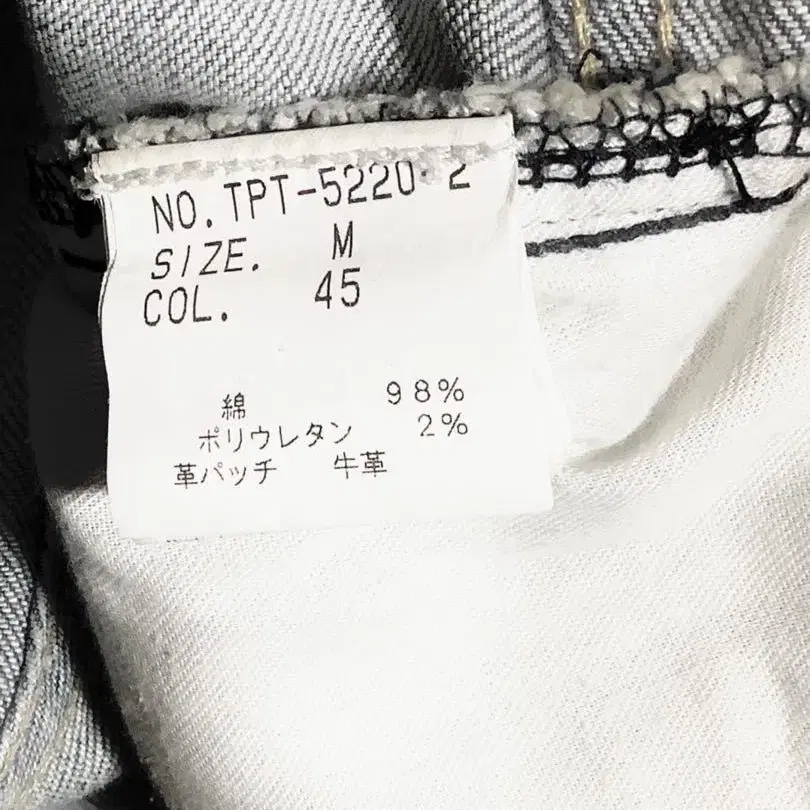 NO. TPT-5220-2
SIZE. M
COL. 45
綿 98%
ポリウレタン 2%
革パッチ 牛革